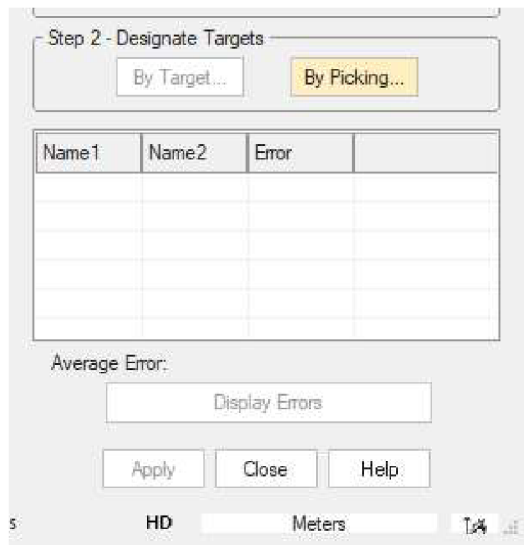 Step 2 - Designate Targets
By Target... By Picking...
Name1 Name2 Error
Average Error:
Display Errors
Apply Close Help
s HD Meters